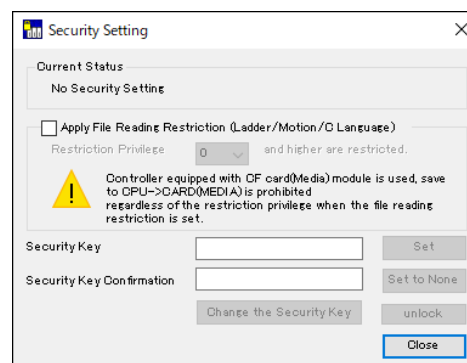 Security Setting
Current Status
No Security Setting
Apply File Reading Restriction (Ladder/Motion/C Language)
Restriction Privilege 0 and higher are restricted.
Controller equipped with CF card(Media) module is used, save
to CPU->CARD(MEDIA) is prohibited
regardless of the restriction privilege when the file reading
restriction is set.
Security Key Set
Security Key Confirmation Set to None
Change the Security Key unlock
Close